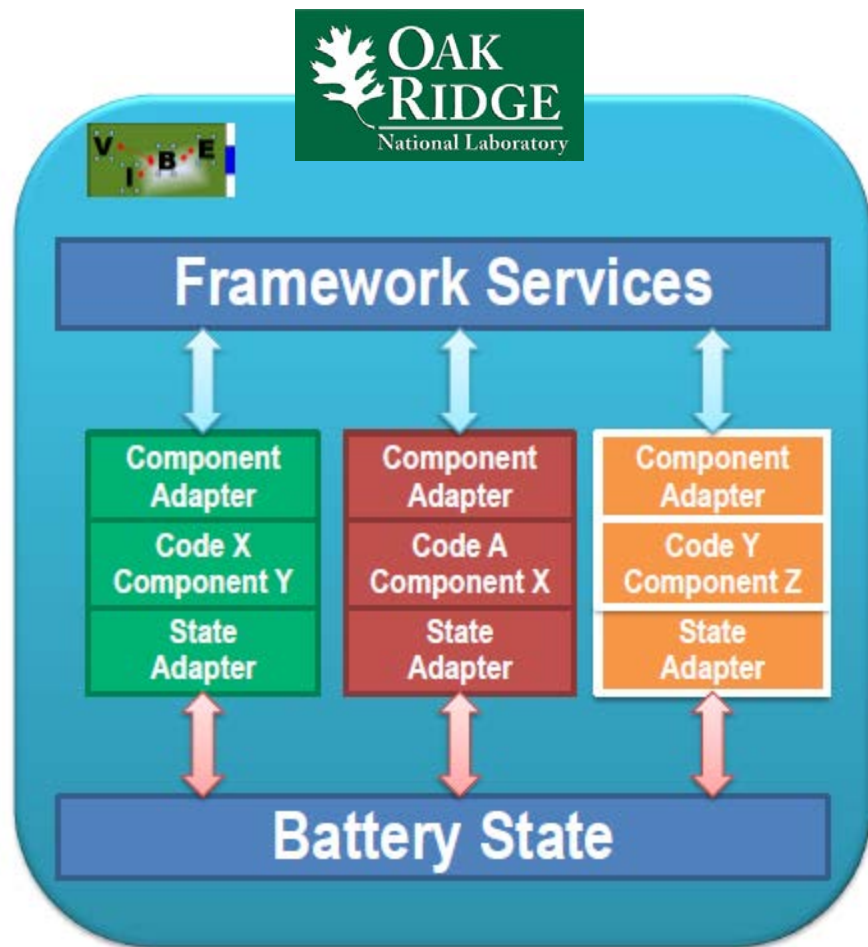 OAK
RIDGE
National Laboratory
V I B E
Framework Services
Component
Adapter
Code X
Component Y
State
Adapter
Component
Adapter
Code A
Component X
State
Adapter
Component
Adapter
Code Y
Component Z
State
Adapter
Battery State